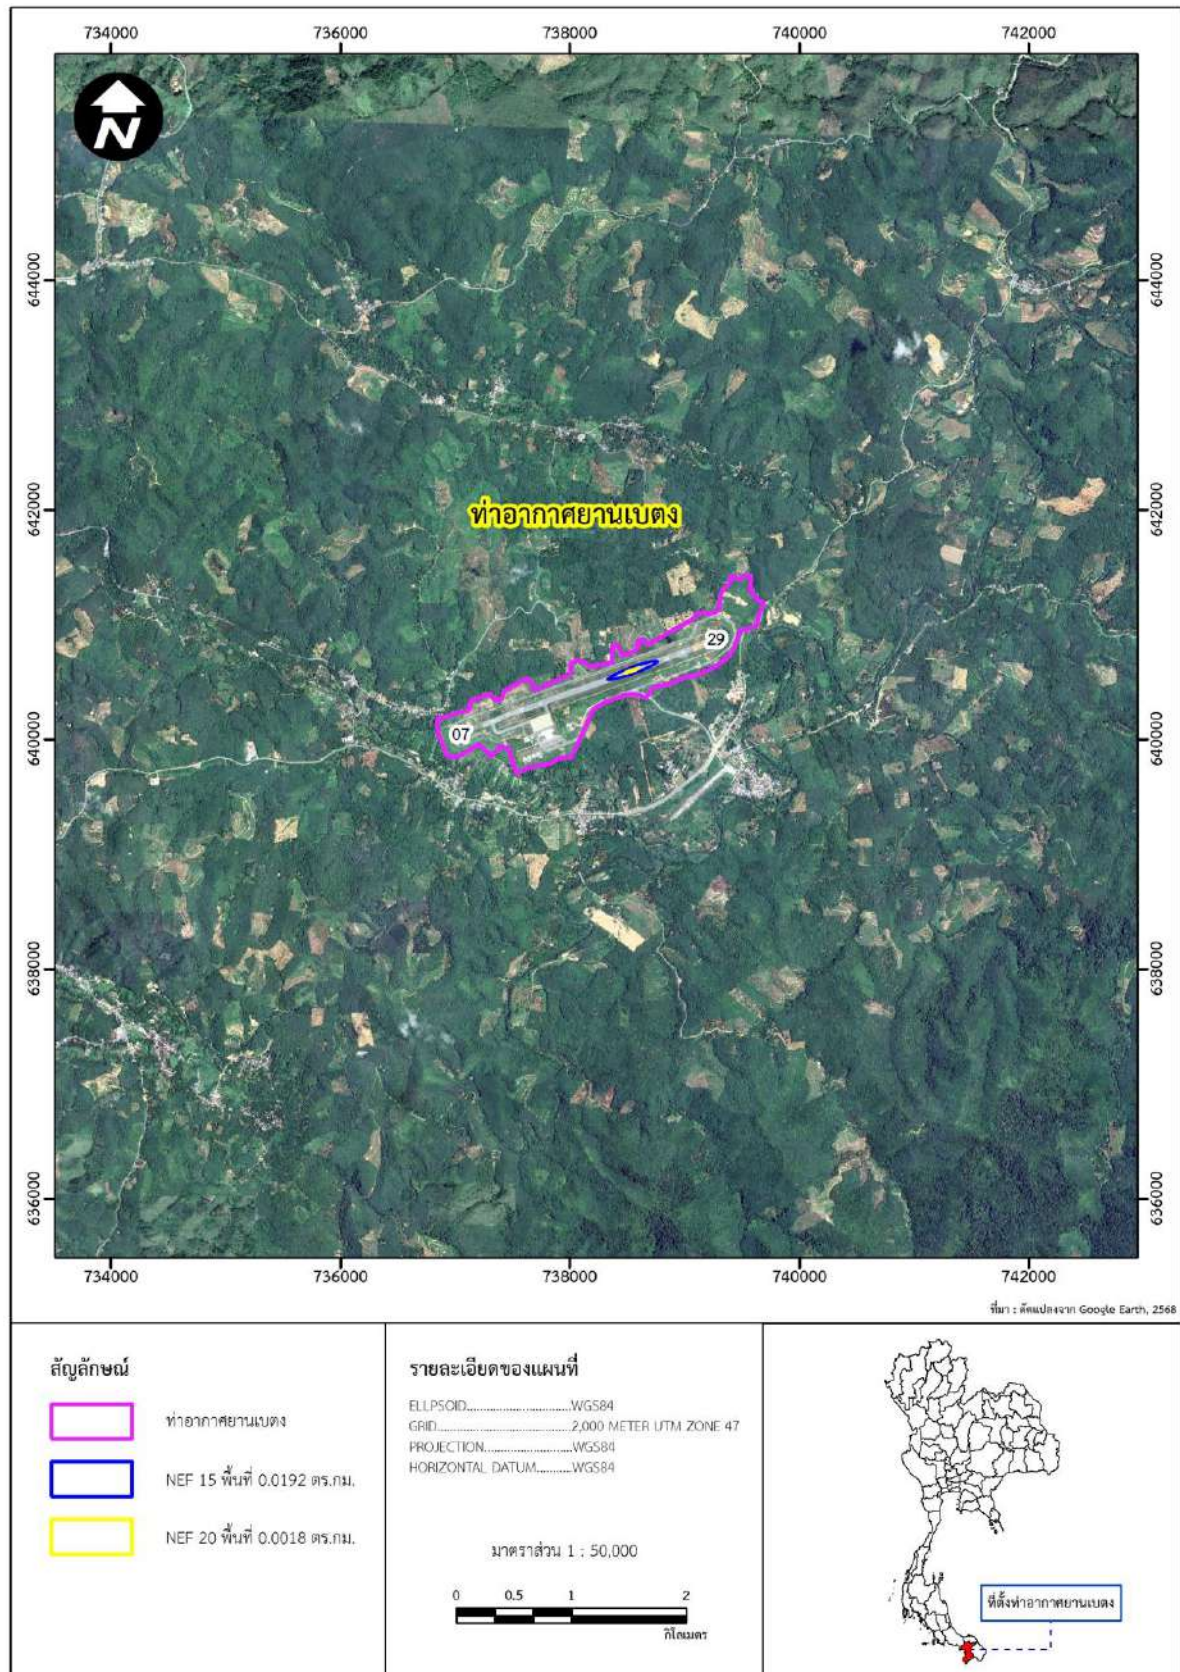 734000 736000 738000 740000 742000
N
644000 644000
642000 642000
ท่าอากาศยานเบตง
29
07
640000 640000
638000 638000
636000 636000
734000 736000 738000 740000 742000
ที่มา : ดัดแปลงจาก Google Earth, 2568
สัญลักษณ์
ท่าอากาศยานเบตง
NEF 15 พื้นที่ 0.0192 ตร.กม.
NEF 20 พื้นที่ 0.0018 ตร.กม.
รายละเอียดของแผนที่
ELLPSOID........................WGS84
GRID................................2,000 METER UTM ZONE 47
PROJECTION....................WGS84
HORIZONTAL DATUM.........WGS84
มาตราส่วน 1 : 50,000
0 0.5 1 2
กิโลเมตร
ที่ตั้งท่าอากาศยานเบตง